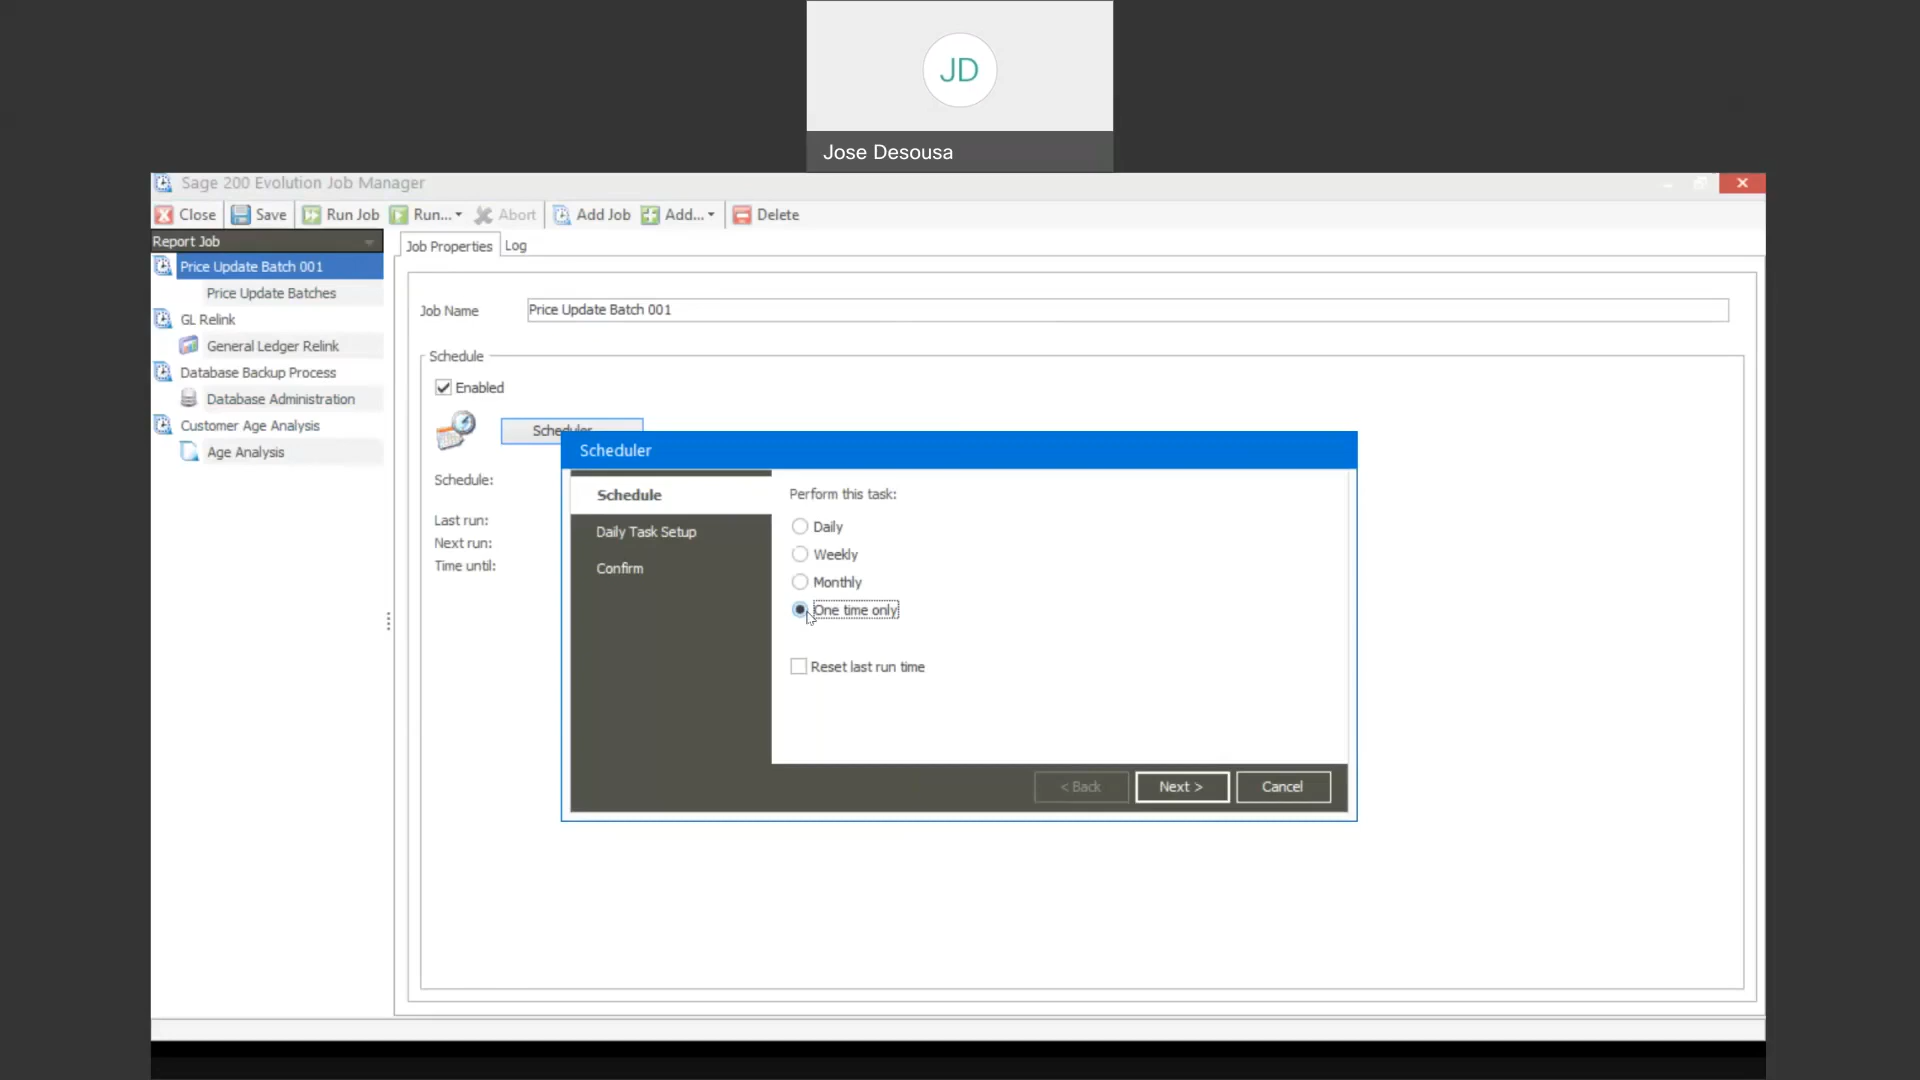 JD
Jose Desousa
Sage 200 Evolution Job Manager
Close Save Run Job Run... Abort Add Job Add... Delete
Report Job
Job Properties Log
Price Update Batch 001
Price Update Batches
GL Relink
General Ledger Relink
Database Backup Process
Database Administration
Customer Age Analysis
Age Analysis
Job Name Price Update Batch 001
Schedule
Enabled
Scheduler
Schedule:
Last run:
Next run:
Time until:
Scheduler
Schedule
Daily Task Setup
Confirm
Perform this task:
Daily
Weekly
Monthly
One time only
Reset last run time
< Back Next > Cancel